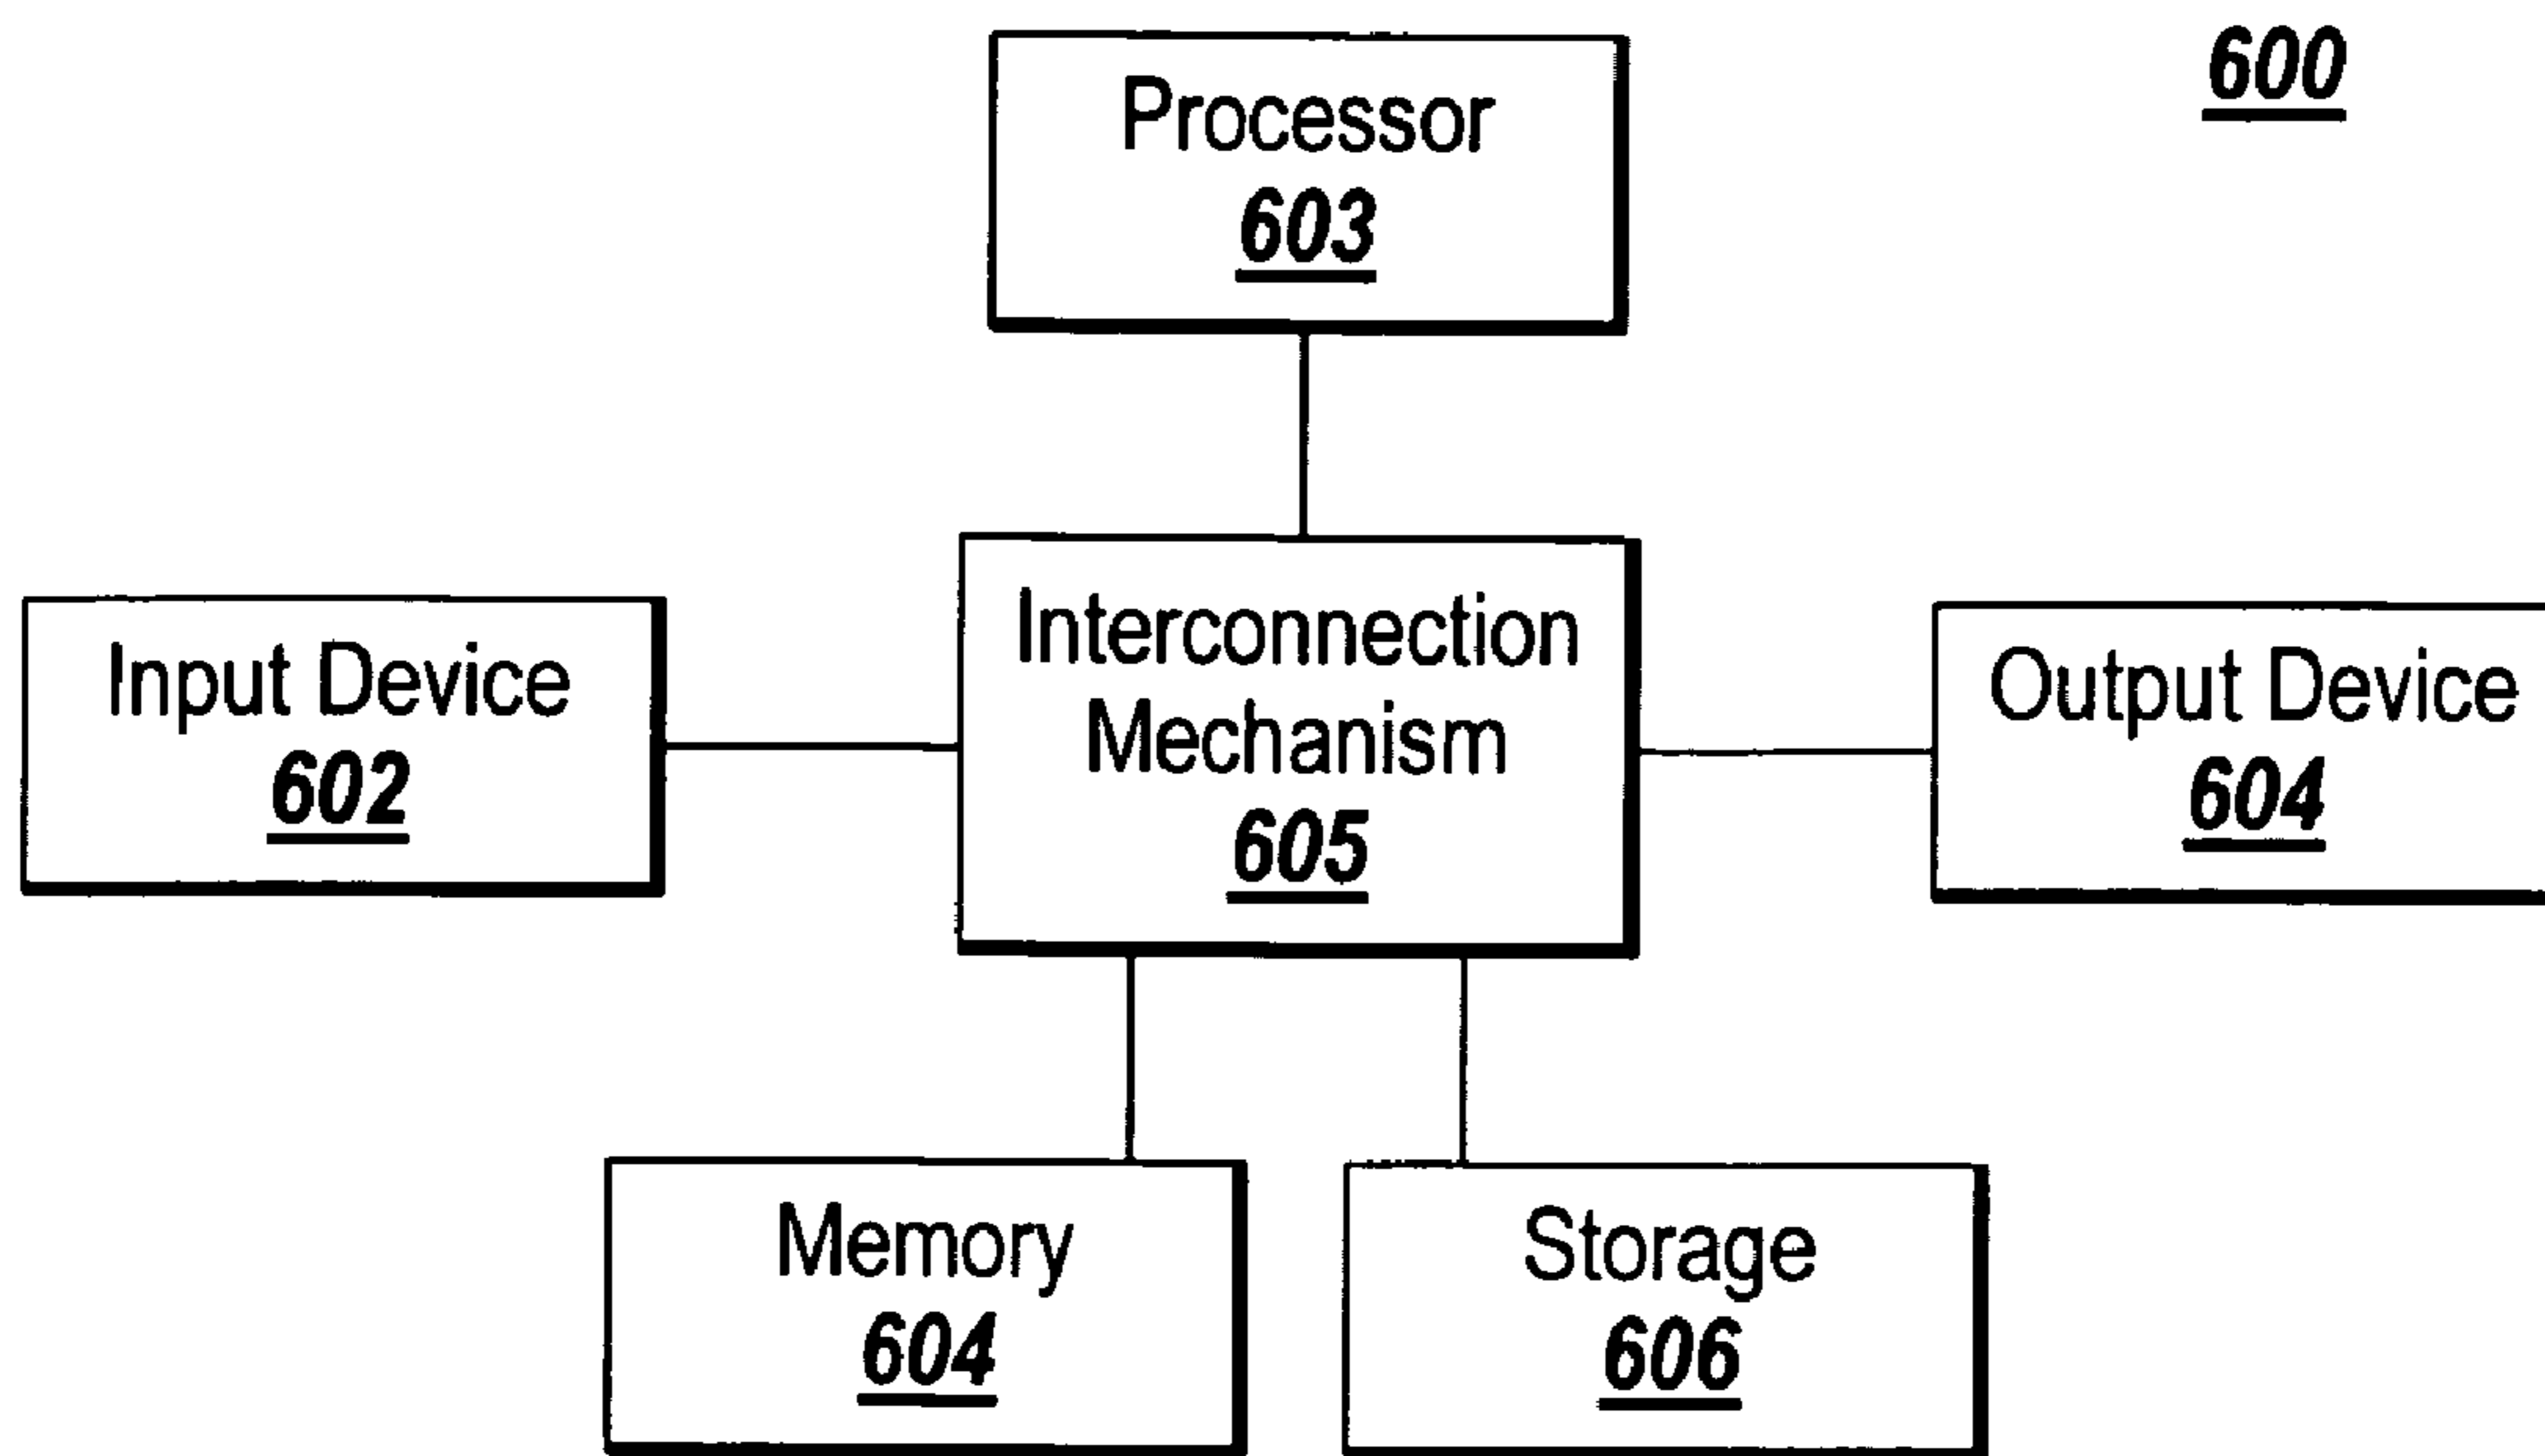 600
Processor
603
Input Device
602
Interconnection
Mechanism
605
Output Device
604
Memory
604
Storage
606